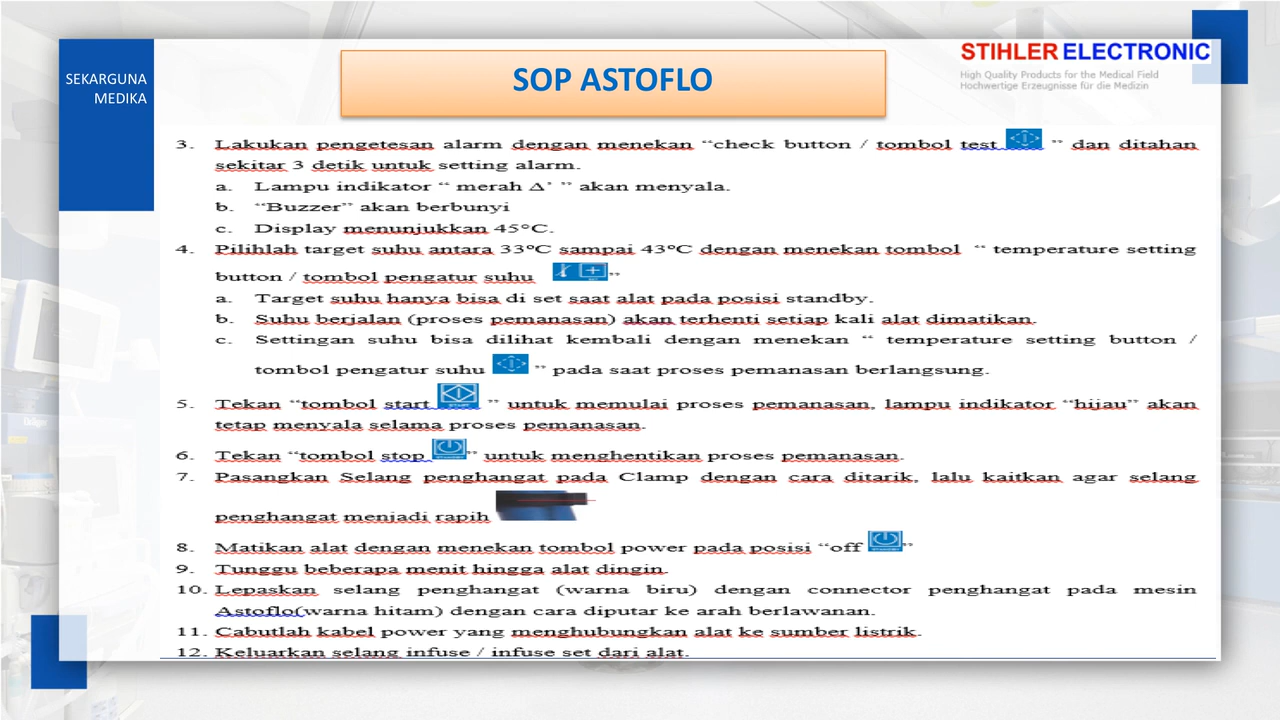 SEKARGUNA
MEDIKA
SOP ASTOFLO
STIHLER ELECTRONIC
High Quality Products for the Medical Field
Hochwertige Erzeugnisse für die Medizin
3. Lakukan pengetesan alarm dengan menekan “check button / tombol test ” dan ditahan
sekitar 3 detik untuk setting alarm.
a. Lampu indikator “ merah Δ’ ” akan menyala.
b. “Buzzer” akan berbunyi
c. Display menunjukkan 45°C.
4. Pilihlah target suhu antara 33°C sampai 43°C dengan menekan tombol “ temperature setting
button / tombol pengatur suhu ”
a. Target suhu hanya bisa di set saat alat pada posisi standby.
b. Suhu berjalan (proses pemanasan) akan terhenti setiap kali alat dimatikan.
c. Settingan suhu bisa dilihat kembali dengan menekan “ temperature setting button /
tombol pengatur suhu ” pada saat proses pemanasan berlangsung.
5. Tekan “tombol start ” untuk memulai proses pemanasan, lampu indikator “hijau” akan
tetap menyala selama proses pemanasan.
6. Tekan “tombol stop ” untuk menghentikan proses pemanasan.
7. Pasangkan Selang penghangat pada Clamp dengan cara ditarik, lalu kaitkan agar selang
penghangat menjadi rapih
8. Matikan alat dengan menekan tombol power pada posisi “off ”
9. Tunggu beberapa menit hingga alat dingin
10. Lepaskan selang penghangat (warna biru) dengan connector penghangat pada mesin
Astoflo(warna hitam) dengan cara diputar ke arah berlawanan.
11. Cabutlah kabel power yang menghubungkan alat ke sumber listrik.
12. Keluarkan selang infuse / infuse set dari alat.